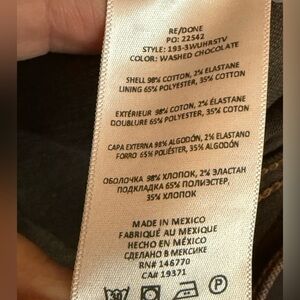 RE/DONE
PO: 22542
STYLE: 193-3WUHRSTV
COLOR: WASHED CHOCOLATE
SHELL 98% COTTON, 2% ELASTANE
LINING 65% POLYESTER, 35% COTTON
EXTÉRIEUR 98% COTON, 2% ELASTANE
DOUBLURE 65% POLYESTER, 35% COTON
CAPA EXTERNA 98% ALGODÓN, 2% ELASTANO
FORRO 65% POLIÉSTER, 35% ALGODÓN
ОБОЛОЧКА 98% ХЛОПОК, 2% ЭЛАСТАН
ПОДКЛАДКА 65% ПОЛИЭСТЕР,
35% ХЛОПОК
MADE IN MEXICO
FABRIQUÉ AU MEXIQUE
HECHO EN MÉXICO
СДЕЛАНО В МЕКСИКЕ
RN# 146770
CA# 19371
30